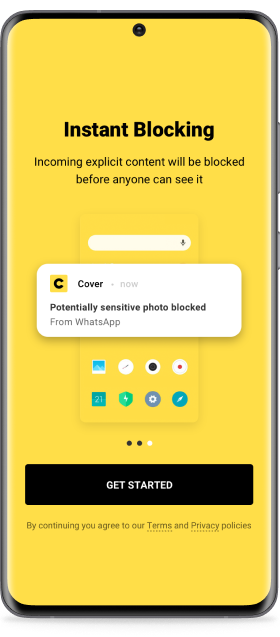 Instant Blocking
Incoming explicit content will be blocked
before anyone can see it
C Cover • now
Potentially sensitive photo blocked
From WhatsApp
21
GET STARTED
By continuing you agree to our Terms and Privacy policies